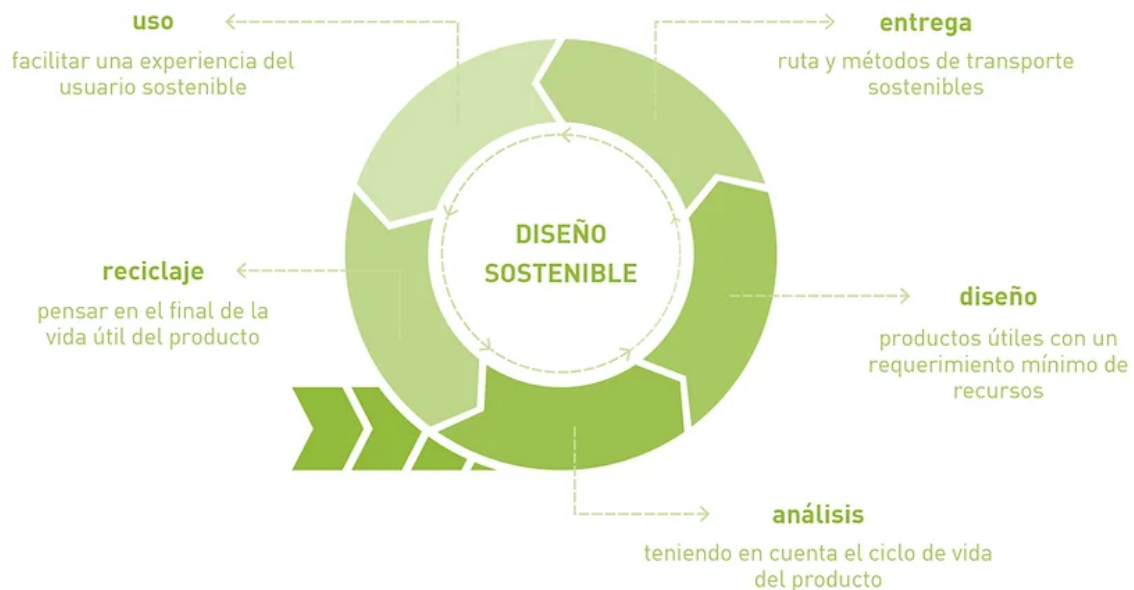 uso
facilitar una experiencia del
usuario sostenible
entrega
ruta y métodos de transporte
sostenibles
DISEÑO
SOSTENIBLE
reciclaje
pensar en el final de la
vida útil del producto
diseño
productos útiles con un
requerimiento mínimo de
recursos
análisis
teniendo en cuenta el ciclo de vida
del producto